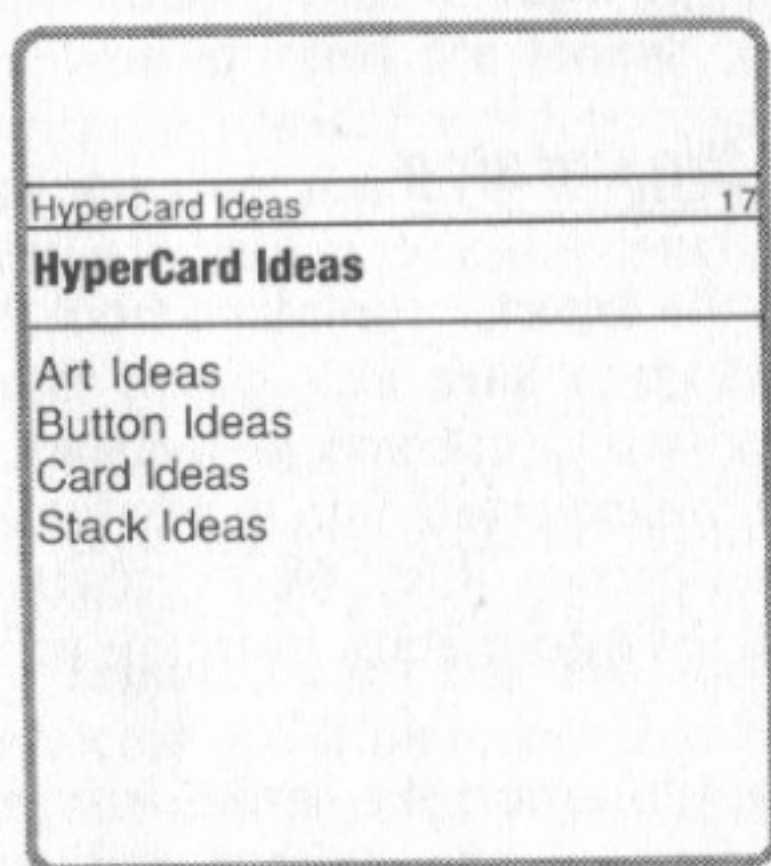 HyperCard Ideas 17
HyperCard Ideas
Art Ideas
Button Ideas
Card Ideas
Stack Ideas